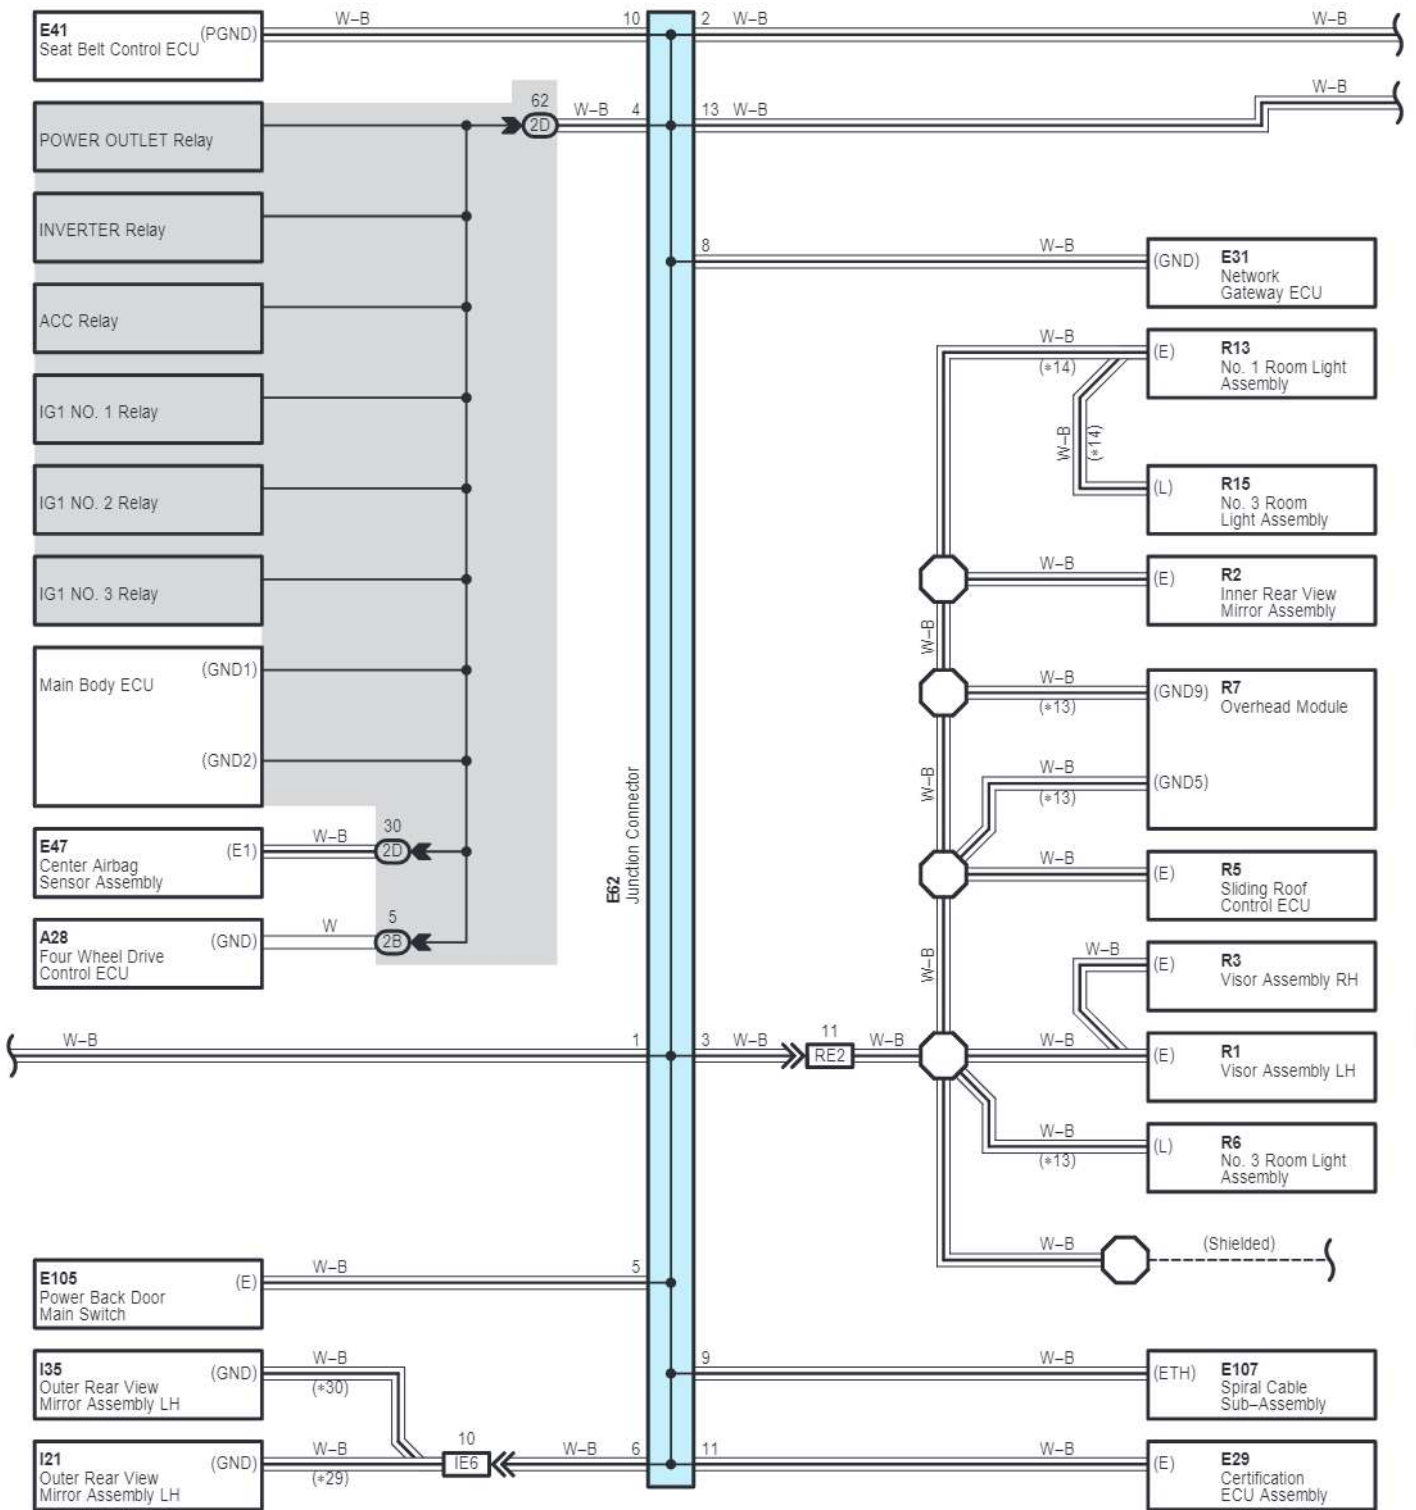 W–B
10
2
W–B
W–B
E41
(PGND)
Seat Belt Control ECU
W–B
62
2D
W–B
4
13
W–B
POWER OUTLET Relay
INVERTER Relay
8
W–B
(GND)
E31
Network
Gateway ECU
ACC Relay
W–B
(∗14)
(E)
R13
No. 1 Room Light
Assembly
IG1 NO. 1 Relay
W–B
(∗14)
(L)
R15
No. 3 Room
Light Assembly
IG1 NO. 2 Relay
IG1 NO. 3 Relay
W–B
(E)
R2
Inner Rear View
Mirror Assembly
W–B
Main Body ECU
(GND1)
(GND2)
W–B
(∗13)
(GND9)
R7
Overhead Module
W–B
W–B
(∗13)
(GND5)
E62
Junction Connector
E47
Center Airbag
Sensor Assembly
(E1)
W–B
30
2D
W–B
(E)
R5
Sliding Roof
Control ECU
A28
Four Wheel Drive
Control ECU
(GND)
W
5
2B
W–B
W–B
(E)
R3
Visor Assembly RH
W–B
1
3
W–B
11
RE2
W–B
W–B
(E)
R1
Visor Assembly LH
W–B
(∗13)
(L)
R6
No. 3 Room Light
Assembly
W–B
(Shielded)
E105
Power Back Door
Main Switch
(E)
W–B
5
I35
Outer Rear View
Mirror Assembly LH
(GND)
W–B
(∗30)
9
W–B
(ETH)
E107
Spiral Cable
Sub–Assembly
I21
Outer Rear View
Mirror Assembly LH
(GND)
W–B
(∗29)
10
IE6
W–B
6
11
W–B
(E)
E29
Certification
ECU Assembly